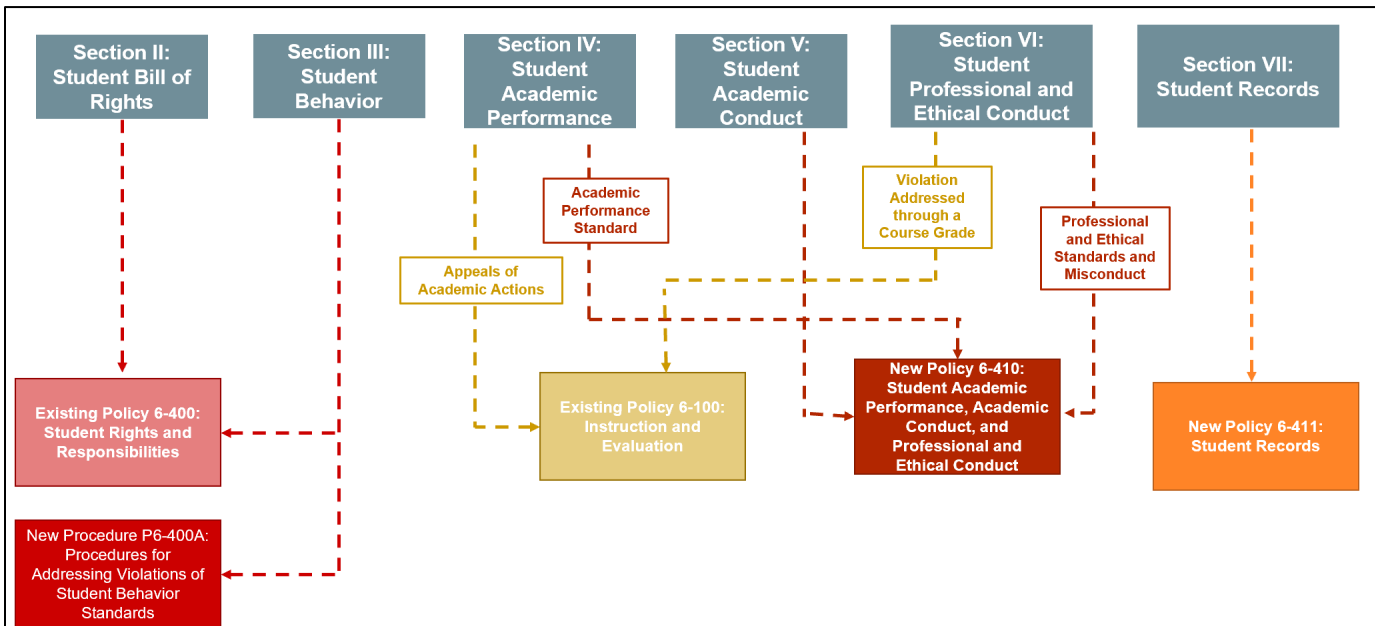 Section II:
Student Bill of
Rights
Section III:
Student
Behavior
Section IV:
Student
Academic
Performance
Section V:
Student
Academic
Conduct
Section VI:
Student
Professional and
Ethical Conduct
Section VII:
Student Records
Academic
Performance
Standard
Violation
Addressed
through a
Course Grade
Professional
and Ethical
Standards and
Misconduct
Appeals of
Academic Actions
Existing Policy 6-400:
Student Rights and
Responsibilities
Existing Policy 6-100:
Instruction and
Evaluation
New Policy 6-410:
Student Academic
Performance, Academic
Conduct, and
Professional and
Ethical Conduct
New Policy 6-411:
Student Records
New Procedure P6-400A:
Procedures for
Addressing Violations of
Student Behavior
Standards